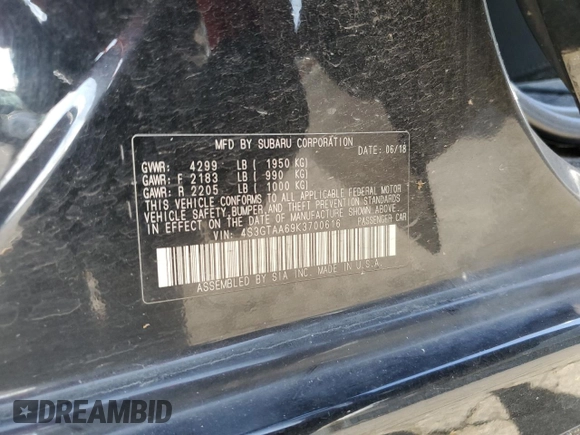 MFD BY SUBARU CORPORATION
DATE: 06/18
GVWR: 4299 LB ( 1950 KG)
GAWR: F 2183 LB ( 990 KG)
GAWR: R 2205 LB ( 1000 KG)
THIS VEHICLE CONFORMS TO ALL APPLICABLE FEDERAL MOTOR
VEHICLE SAFETY, BUMPER AND THEFT PREVENTION STANDARDS
IN EFFECT ON THE DATE OF MANUFACTURE SHOWN ABOVE.
VIN: 4S3GTAA69K3700616 PASSENGER CAR
ASSEMBLED BY SIA INC. MADE IN U.S.A.
DREAMBID